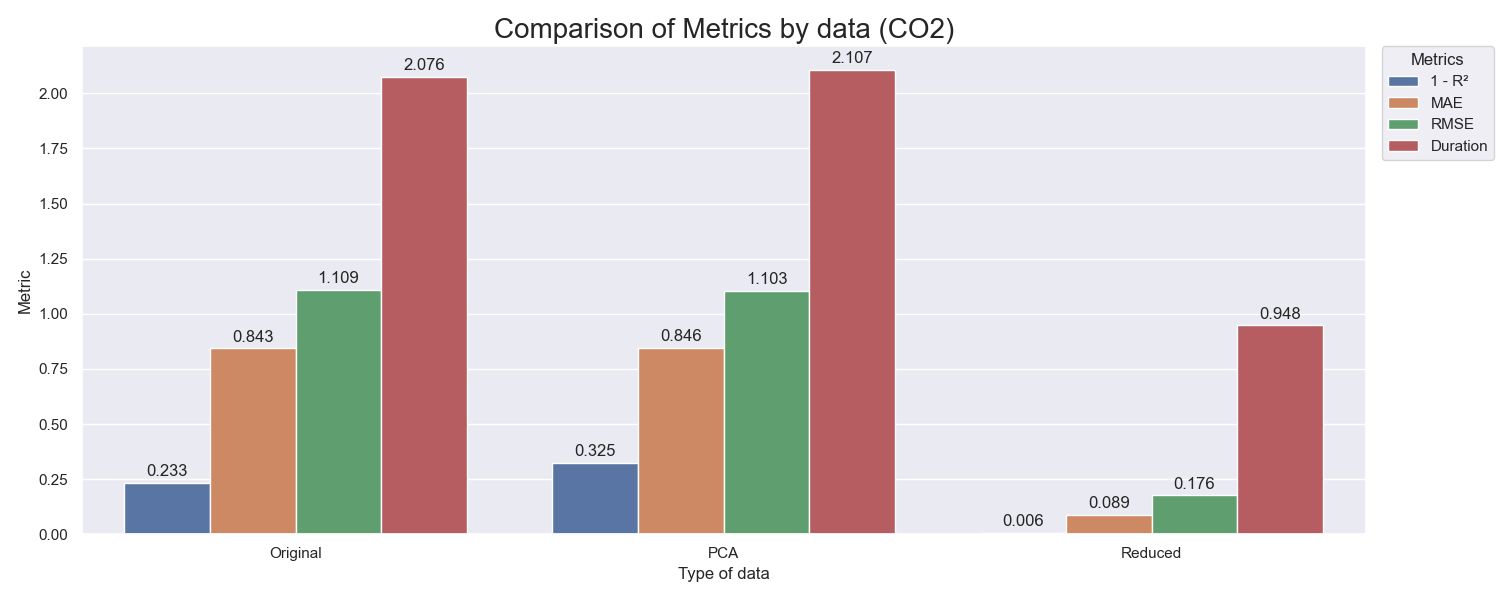 Comparison of Metrics by data (CO2)
Metrics
1 - R²
MAE
RMSE
Duration
Metric
2.00
1.75
1.50
1.25
1.00
0.75
0.50
0.25
0.00
0.233
0.843
1.109
2.076
0.325
0.846
1.103
2.107
0.006
0.089
0.176
0.948
Original
PCA
Reduced
Type of data